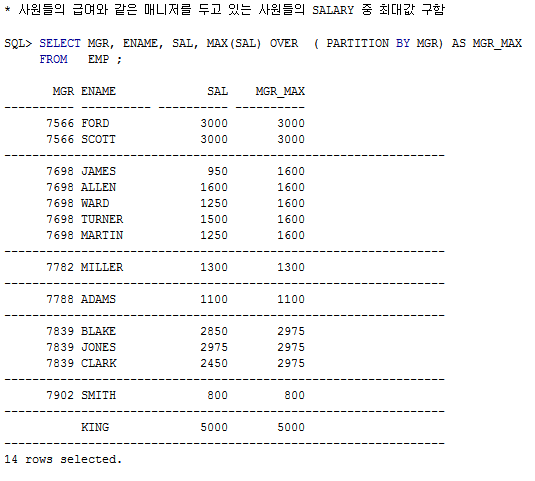 * 사원들의 급여와 같은 매니저를 두고 있는 사원들의 SALARY 중 최대값 구함
SQL> SELECT MGR, ENAME, SAL, MAX(SAL) OVER  ( PARTITION BY MGR) AS MGR_MAX
     FROM   EMP ;
       MGR ENAME             SAL    MGR_MAX
---------- ---------- ---------- ----------
      7566 FORD             3000       3000
      7566 SCOTT            3000       3000
---------------------------------------------------------------
      7698 JAMES             950       1600
      7698 ALLEN            1600       1600
      7698 WARD             1250       1600
      7698 TURNER           1500       1600
      7698 MARTIN           1250       1600
---------------------------------------------------------------
      7782 MILLER           1300       1300
---------------------------------------------------------------
      7788 ADAMS            1100       1100
---------------------------------------------------------------
      7839 BLAKE            2850       2975
      7839 JONES            2975       2975
      7839 CLARK            2450       2975
---------------------------------------------------------------
      7902 SMITH             800        800
---------------------------------------------------------------
           KING             5000       5000
---------------------------------------------------------------
14 rows selected.